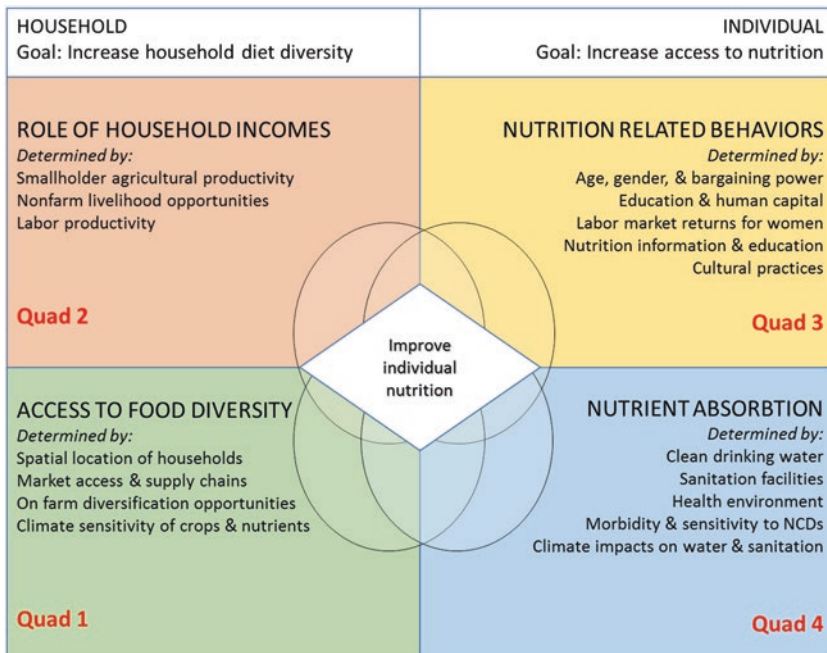 HOUSEHOLD
Goal: Increase household diet diversity
INDIVIDUAL
Goal: Increase access to nutrition
ROLE OF HOUSEHOLD INCOMES
Determined by:
Smallholder agricultural productivity
Nonfarm livelihood opportunities
Labor productivity
Quad 2
NUTRITION RELATED BEHAVIORS
Determined by:
Age, gender, & bargaining power
Education & human capital
Labor market returns for women
Nutrition information & education
Cultural practices
Quad 3
Improve
individual
nutrition
ACCESS TO FOOD DIVERSITY
Determined by:
Spatial location of households
Market access & supply chains
On farm diversification opportunities
Climate sensitivity of crops & nutrients
Quad 1
NUTRIENT ABSORBTION
Determined by:
Clean drinking water
Sanitation facilities
Health environment
Morbidity & sensitivity to NCDs
Climate impacts on water & sanitation
Quad 4